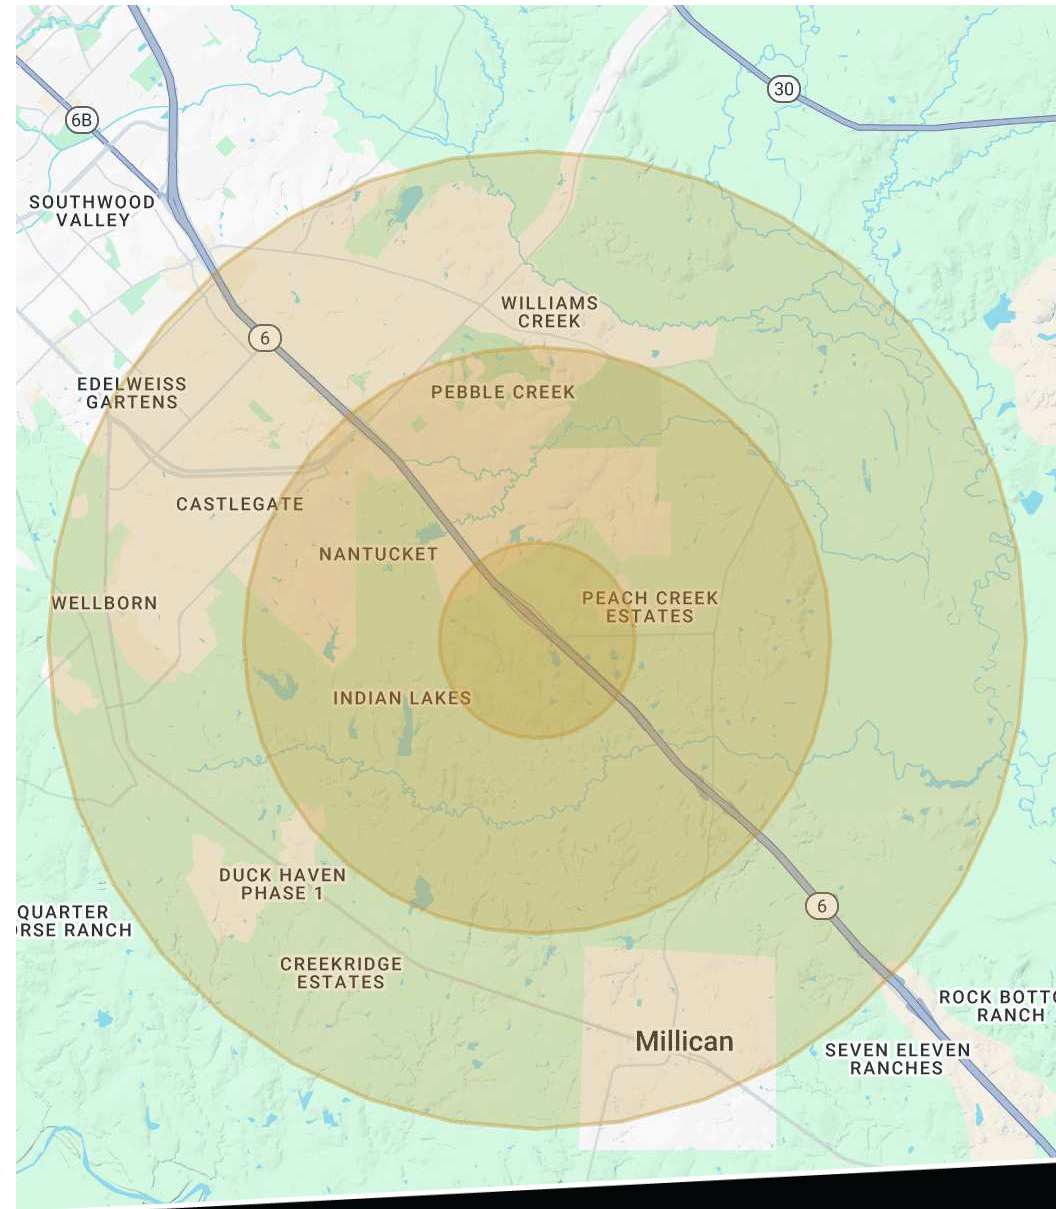 30
6B
SOUTHWOOD
VALLEY
WILLIAMS
CREEK
6
EDELWEISS
GARTENS
PEBBLE CREEK
CASTLEGATE
NANTUCKET
WELLBORN
PEACH CREEK
ESTATES
INDIAN LAKES
DUCK HAVEN
PHASE 1
6
QUARTER
RSE RANCH
CREEKRIDGE
ESTATES
ROCK BOTTO
RANCH
Millican
SEVEN ELEVEN
RANCHES